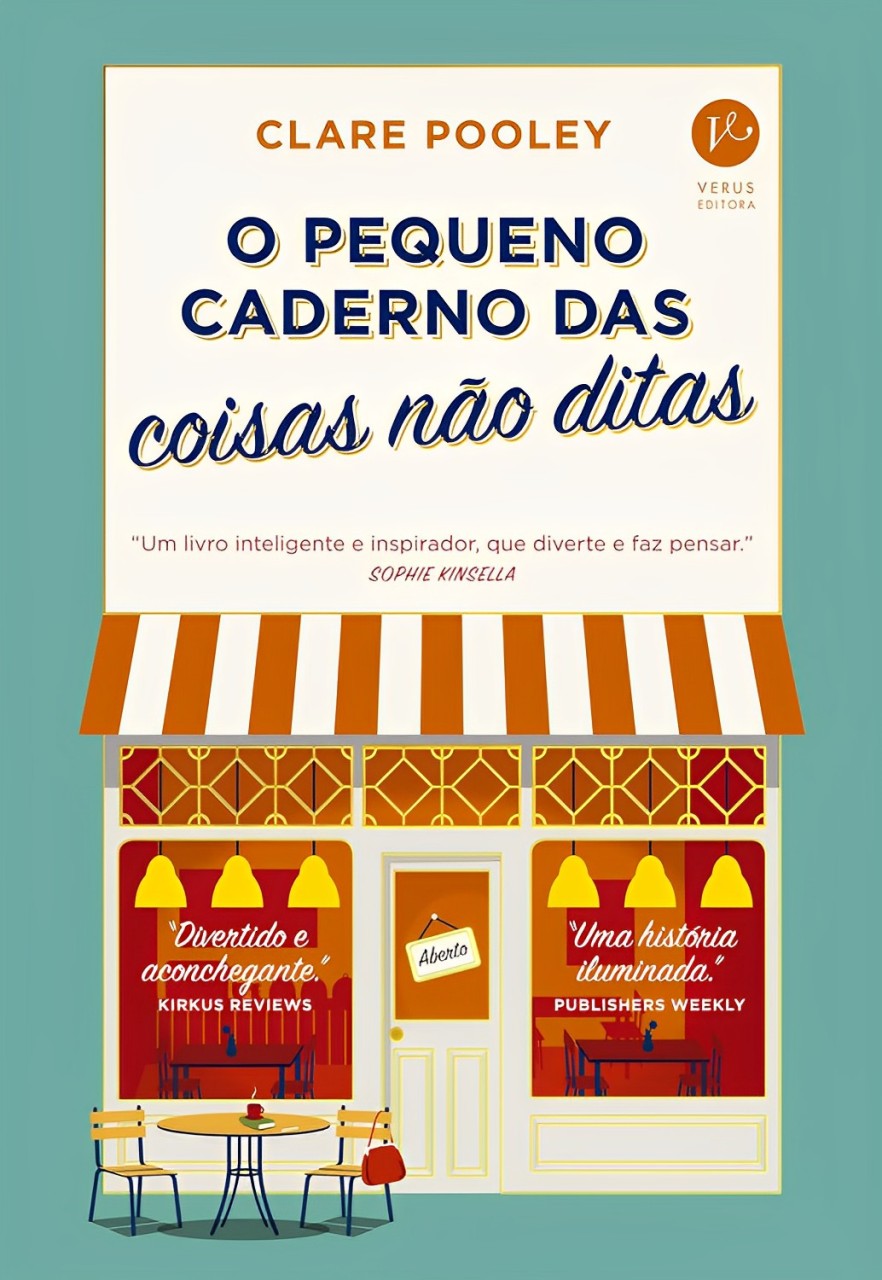 CLARE POOLEY
VERUS
EDITORA
O PEQUENO
CADERNO DAS
coisas não ditas
“Um livro inteligente e inspirador, que diverte e faz pensar.”
SOPHIE KINSELLA
“Divertido e
aconchegante.”
KIRKUS REVIEWS
Aberto
“Uma história
iluminada.”
PUBLISHERS WEEKLY